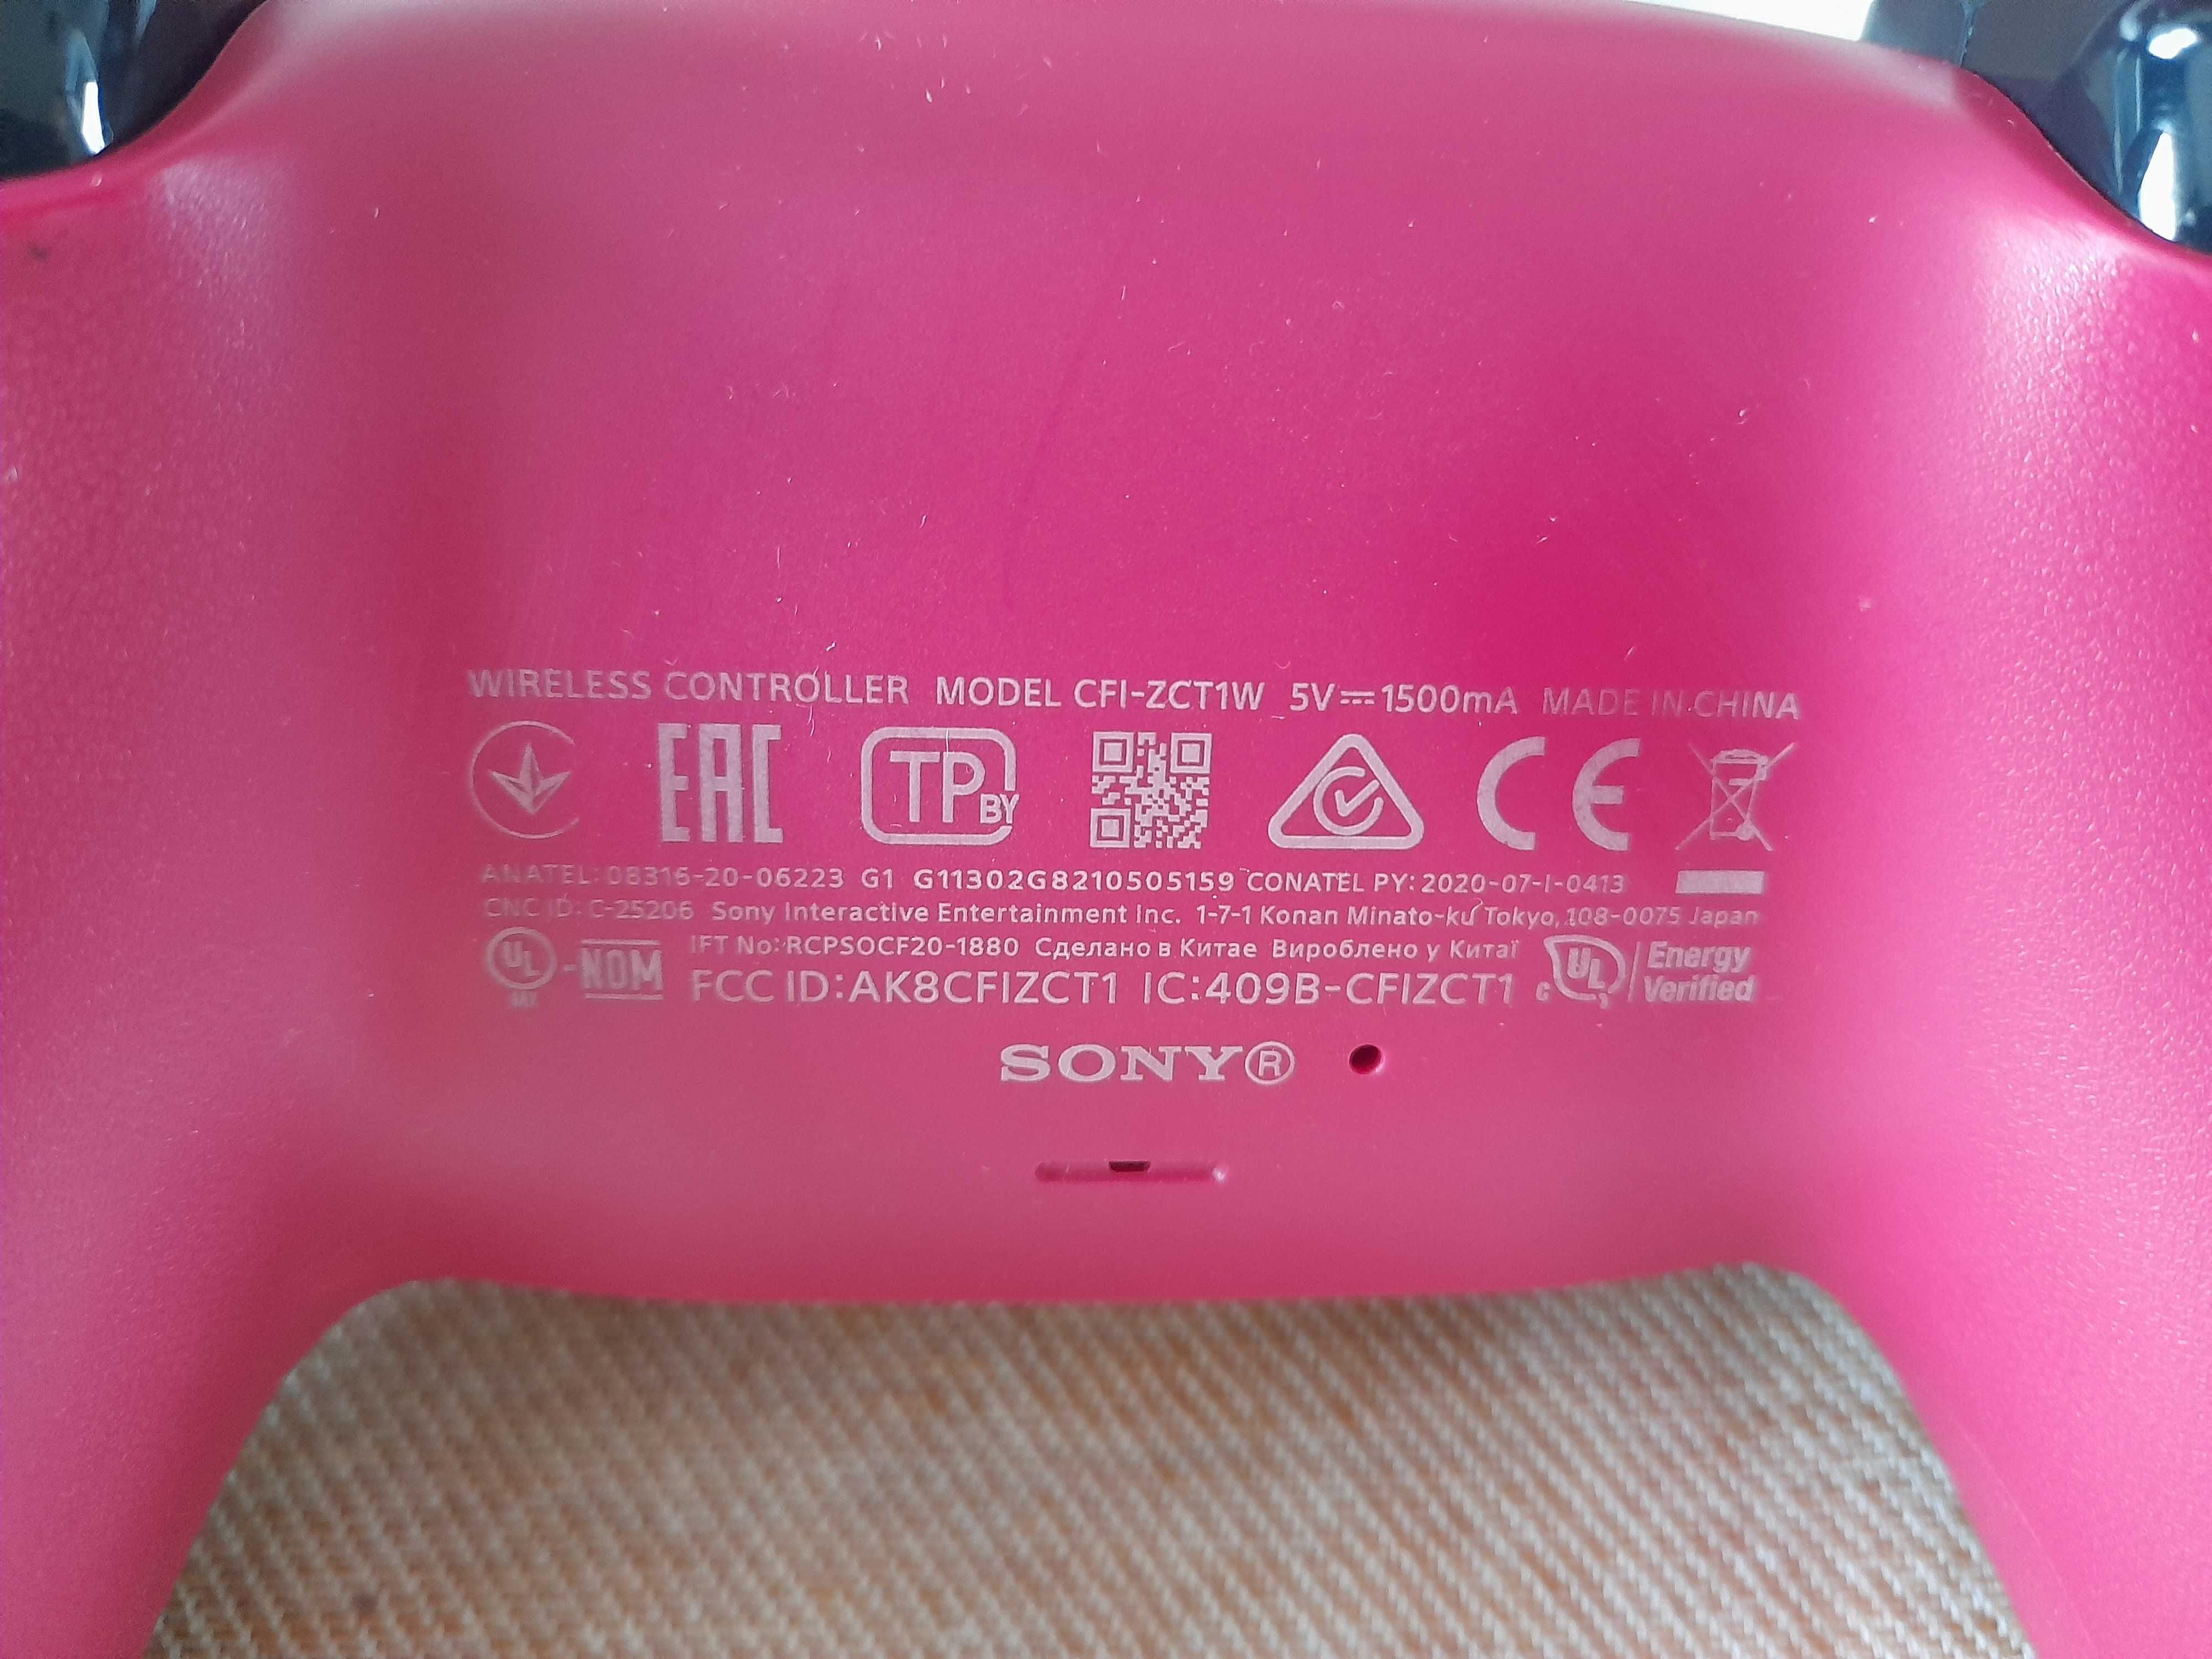 WIRELESS CONTROLLER MODEL CFI-ZCT1W 5V⎓1500mA MADE IN CHINA
EAC TP BY CE
ANATEL: 08316-20-06223 G1 G11302G8210505159 CONATEL PY: 2020-07-I-0413
CNC ID: C-25206 Sony Interactive Entertainment Inc. 1-7-1 Konan Minato-ku Tokyo, 108-0075 Japan
IFT No: RCPSOCF20-1880 Сделано в Китае Вироблено у Китаї
UL-NOM FCC ID:AK8CFIZCT1 IC:409B-CFIZCT1 c UL Energy Verified
SONY®